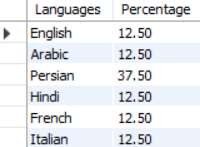 Languages Percentage
English 12.50
Arabic 12.50
Persian 37.50
Hindi 12.50
French 12.50
Italian 12.50